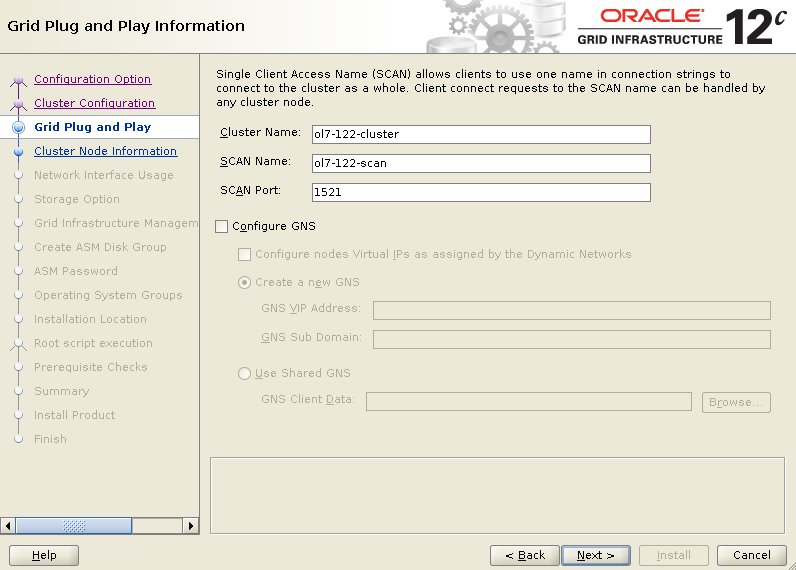 Grid Plug and Play Information
ORACLE
GRID INFRASTRUCTURE 12c
Configuration Option
Cluster Configuration
Grid Plug and Play
Cluster Node Information
Network Interface Usage
Storage Option
Grid Infrastructure Managem
Create ASM Disk Group
ASM Password
Operating System Groups
Installation Location
Root script execution
Prerequisite Checks
Summary
Install Product
Finish
Single Client Access Name (SCAN) allows clients to use one name in connection strings to
connect to the cluster as a whole. Client connect requests to the SCAN name can be handled by
any cluster node.
Cluster Name: ol7-122-cluster
SCAN Name: ol7-122-scan
SCAN Port: 1521
Configure GNS
Configure nodes Virtual IPs as assigned by the Dynamic Networks
Create a new GNS
GNS VIP Address:
GNS Sub Domain:
Use Shared GNS
GNS Client Data: Browse...
Help < Back Next > Install Cancel